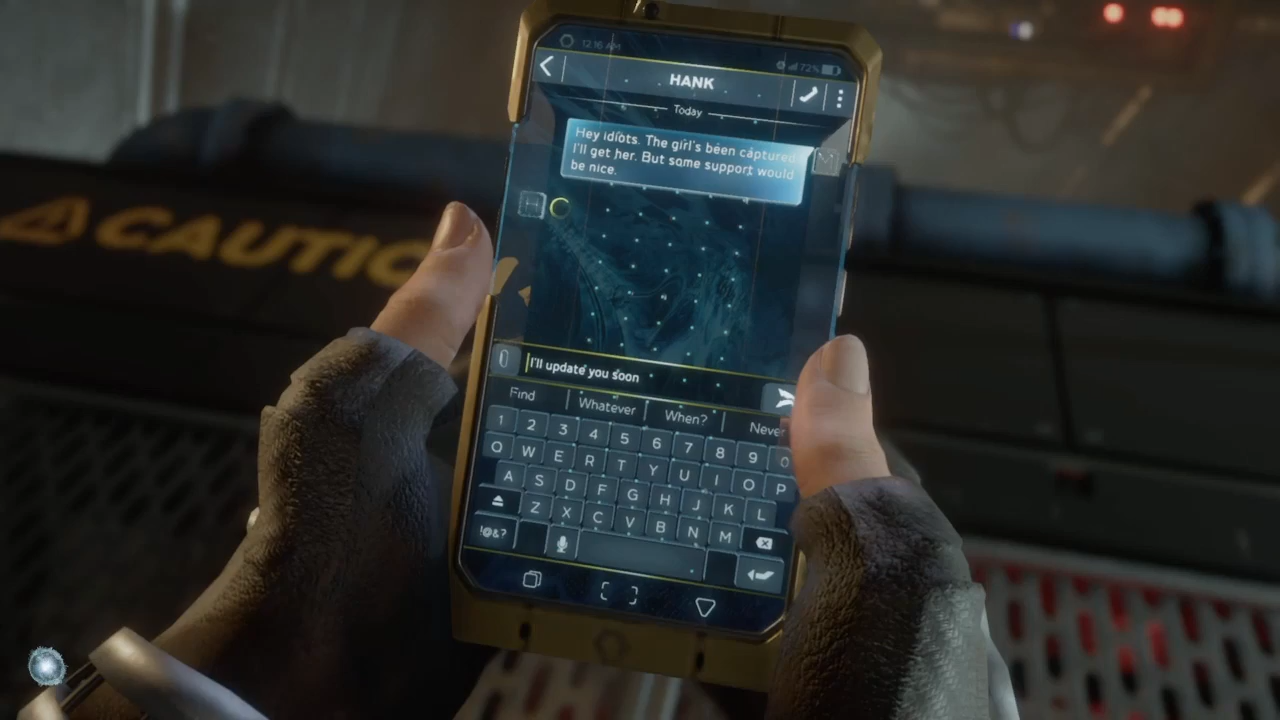 12:16 AM
72%
HANK
Today
Hey idiots. The girl's been captured.
I'll get her. But some support would
be nice.
CAUTIO
I'll update you soon
Find Whatever When? Never
1 2 3 4 5 6 7 8 9 0
Q W E R T Y U I O P
A S D F G H J K L
Z X C V B N M
!@&?